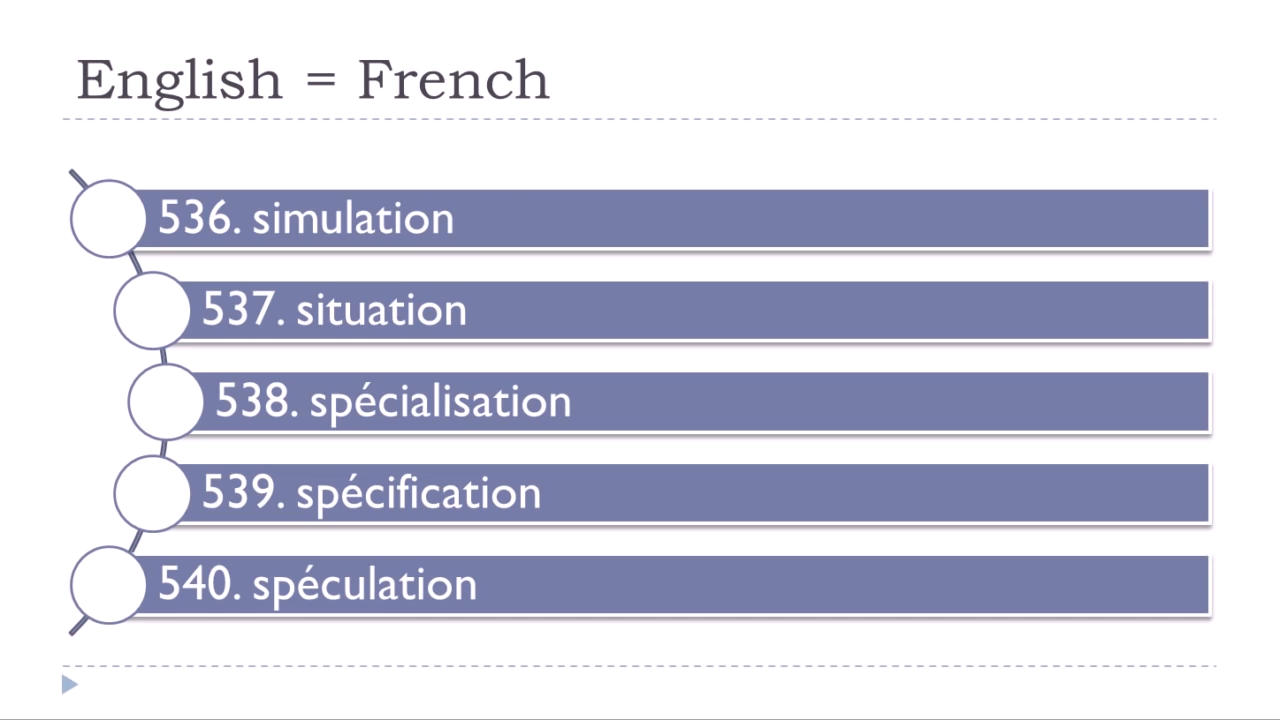 English = French
536. simulation
537. situation
538. spécialisation
539. spécification
540. spéculation